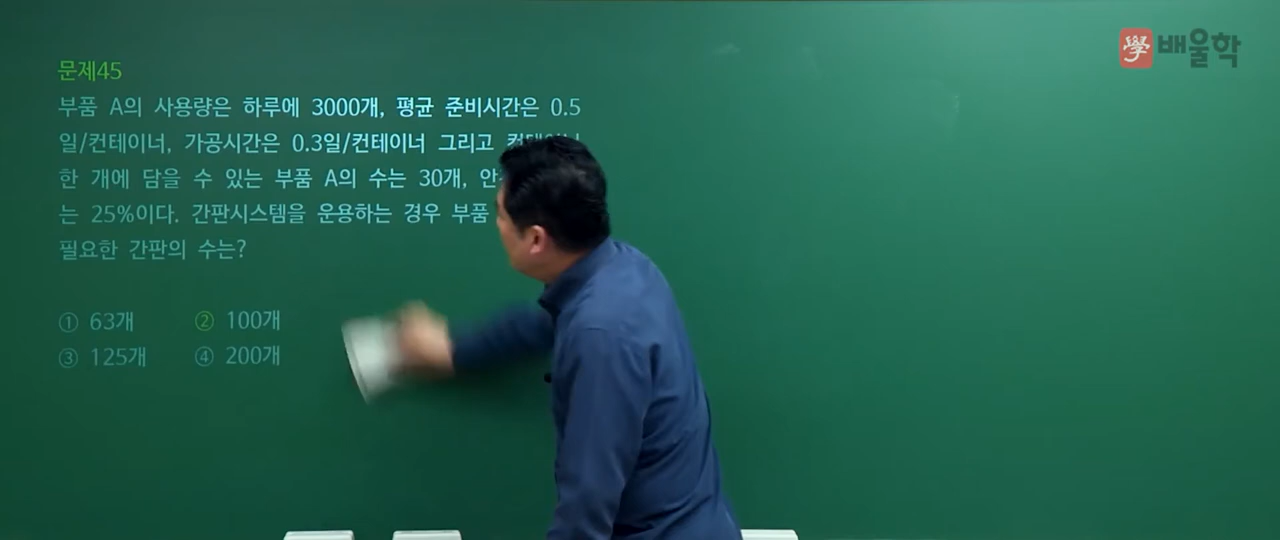 學 배울학
문제45
부품 A의 사용량은 하루에 3000개, 평균 준비시간은 0.5
일/컨테이너, 가공시간은 0.3일/컨테이너 그리고
한 개에 담을 수 있는 부품 A의 수는 30개,
는 25%이다. 간판시스템을 운용하는 경우 부품
필요한 간판의 수는?
① 63개 ② 100개
③ 125개 ④ 200개